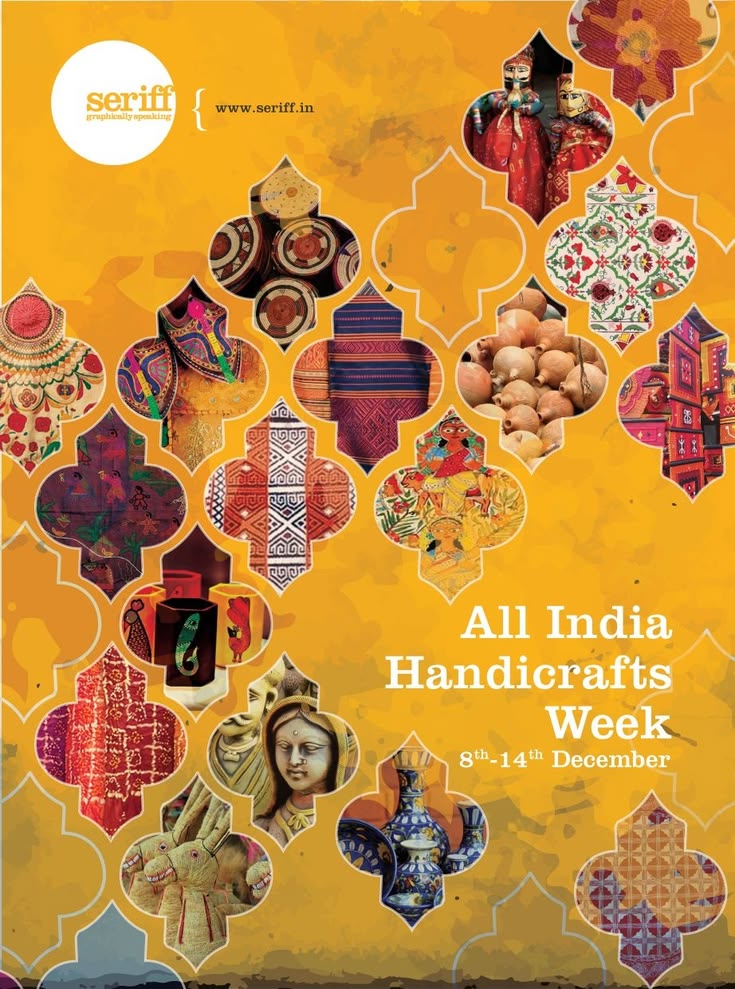 seriff
graphically speaking
{ www.seriff.in
All India
Handicrafts
Week
8th-14th December